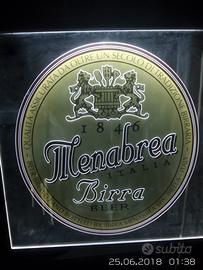 QUALITÀ ASSICURATA DA OLTRE UN SECOLO DI TRADIZIONE BIRRARIA
1846
Menabrea
ITALIA
Birra
BEER
subito
25.06.2018 01:38